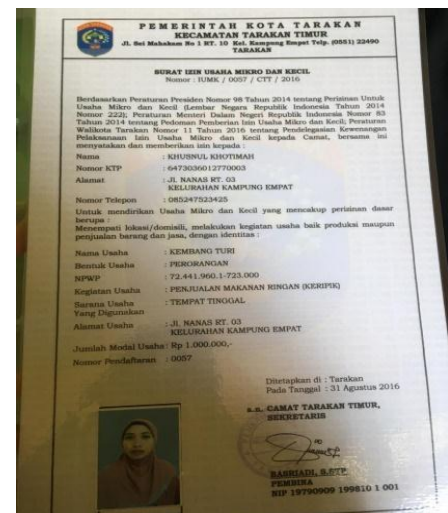 PEMERINTAH KOTA TARAKAN
KECAMATAN TARAKAN TIMUR
Jl. Sei Mahakam No 1 RT. 10 Kel. Kampung Empat Telp. (0551) 22490
TARAKAN
SURAT IZIN USAHA MIKRO DAN KECIL
Nomor : IUMK / 0057 / CTT / 2016
Berdasarkan Peraturan Presiden Nomor 98 Tahun 2014 tentang Perizinan Untuk
Usaha Mikro dan Kecil (Lembar Negara Republik Indonesia Tahun 2014
Nomor 222); Peraturan Menteri Dalam Negeri Republik Indonesia Nomor 83
Tahun 2014 tentang Pedoman Pemberian Izin Usaha Mikro dan Kecil; Peraturan
Walikota Tarakan Nomor 11 Tahun 2016 tentang Pendelegasian Kewenangan
Pelaksanaan Izin Usaha Mikro dan Kecil kepada Camat, bersama ini
menyatakan dan memberikan izin kepada :
Nama : KHUSNUL KHOTIMAH
Nomor KTP : 6473036012770003
Alamat : JL. NANAS RT. 03
KELURAHAN KAMPUNG EMPAT
Nomor Telepon : 085247523425
Untuk mendirikan Usaha Mikro dan Kecil yang mencakup perizinan dasar
berupa :
Menempati lokasi/domisili, melakukan kegiatan usaha baik produksi maupun
penjualan barang dan jasa, dengan identitas :
Nama Usaha : KEMBANG TURI
Bentuk Usaha : PERORANGAN
NPWP : 72.441.960.1-723.000
Kegiatan Usaha : PENJUALAN MAKANAN RINGAN (KERIPIK)
Sarana Usaha : TEMPAT TINGGAL
Yang Digunakan
Alamat Usaha : JL. NANAS RT. 03
KELURAHAN KAMPUNG EMPAT
Jumlah Modal Usaha : Rp 1.000.000,-
Nomor Pendaftaran : 0057
Ditetapkan di : Tarakan
Pada Tanggal : 31 Agustus 2016
a.n. CAMAT TARAKAN TIMUR,
SEKRETARIS
BASRIADI, S.STP
PEMBINA
NIP 19790909 199810 1 001